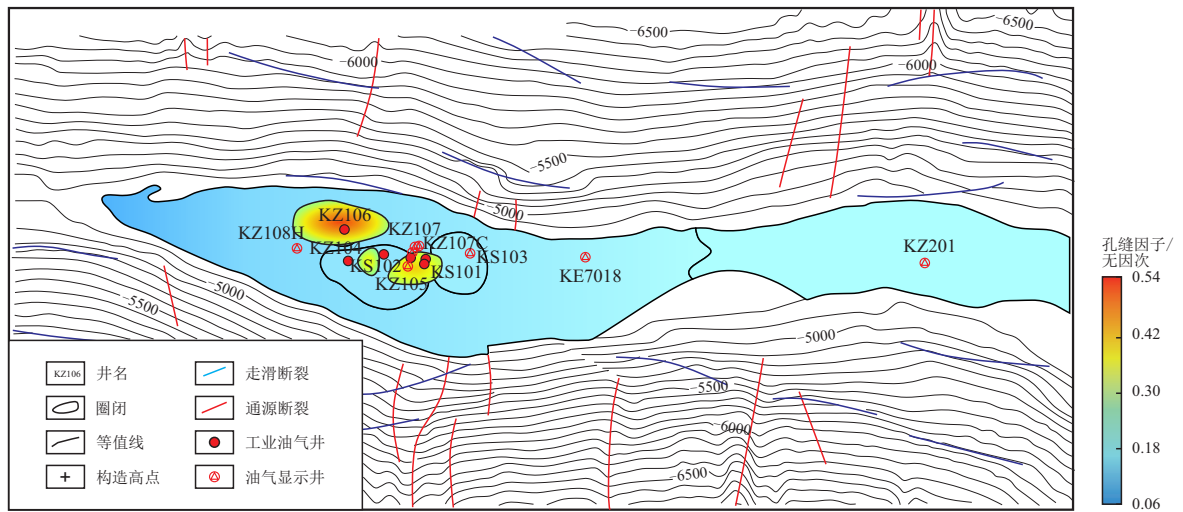 −6500
−6500
−6000
−6000
−5500
−5000
KZ106
KZ108H
KZ107
KZ104
KZ107C
KS102
KS101
KS103
KZ105
KE7018
KZ201
−5000
−5500
−5000
−5500
−6000
−6500
KZ106 井名
走滑断裂
圈闭
通源断裂
等值线
工业油气井
构造高点
油气显示井
孔缝因子/
无因次
0.54
0.42
0.30
0.18
0.06